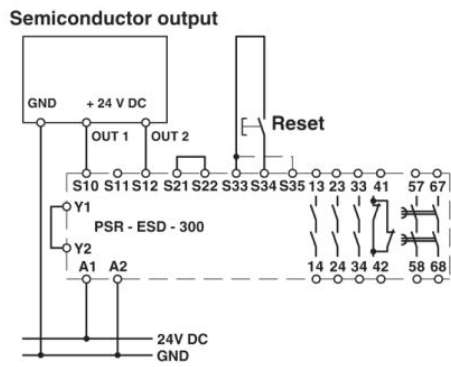 Semiconductor output
GND + 24 V DC
OUT 1 OUT 2
Reset
S10 S11 S12 S21 S22 S33 S34 S35 13 23 33 41 57 67
Y1
PSR - ESD - 300
Y2
A1 A2 14 24 34 42 58 68
24V DC
GND